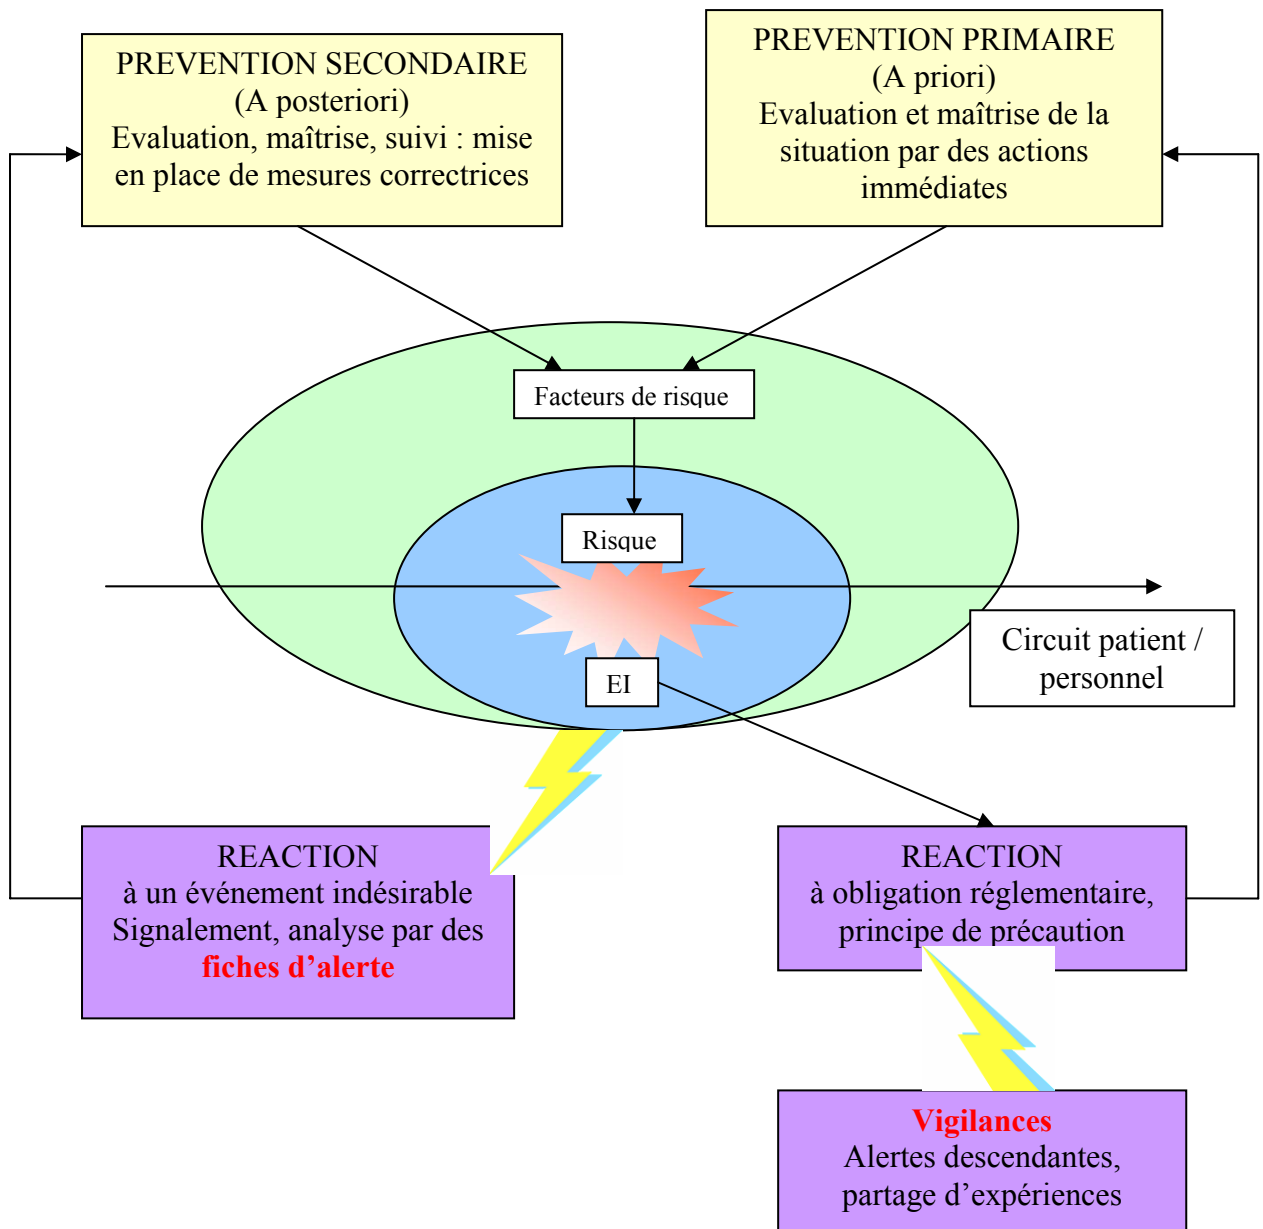 PREVENTION SECONDAIRE
(A posteriori)
Evaluation, maîtrise, suivi : mise
en place de mesures correctrices
PREVENTION PRIMAIRE
(A priori)
Evaluation et maîtrise de la
situation par des actions
immédiates
Facteurs de risque
Risque
Circuit patient /
personnel
EI
REACTION
à un événement indésirable
Signalement, analyse par des
fiches d’alerte
REACTION
à obligation réglementaire,
principe de précaution
Vigilances
Alertes descendantes,
partage d’expériences